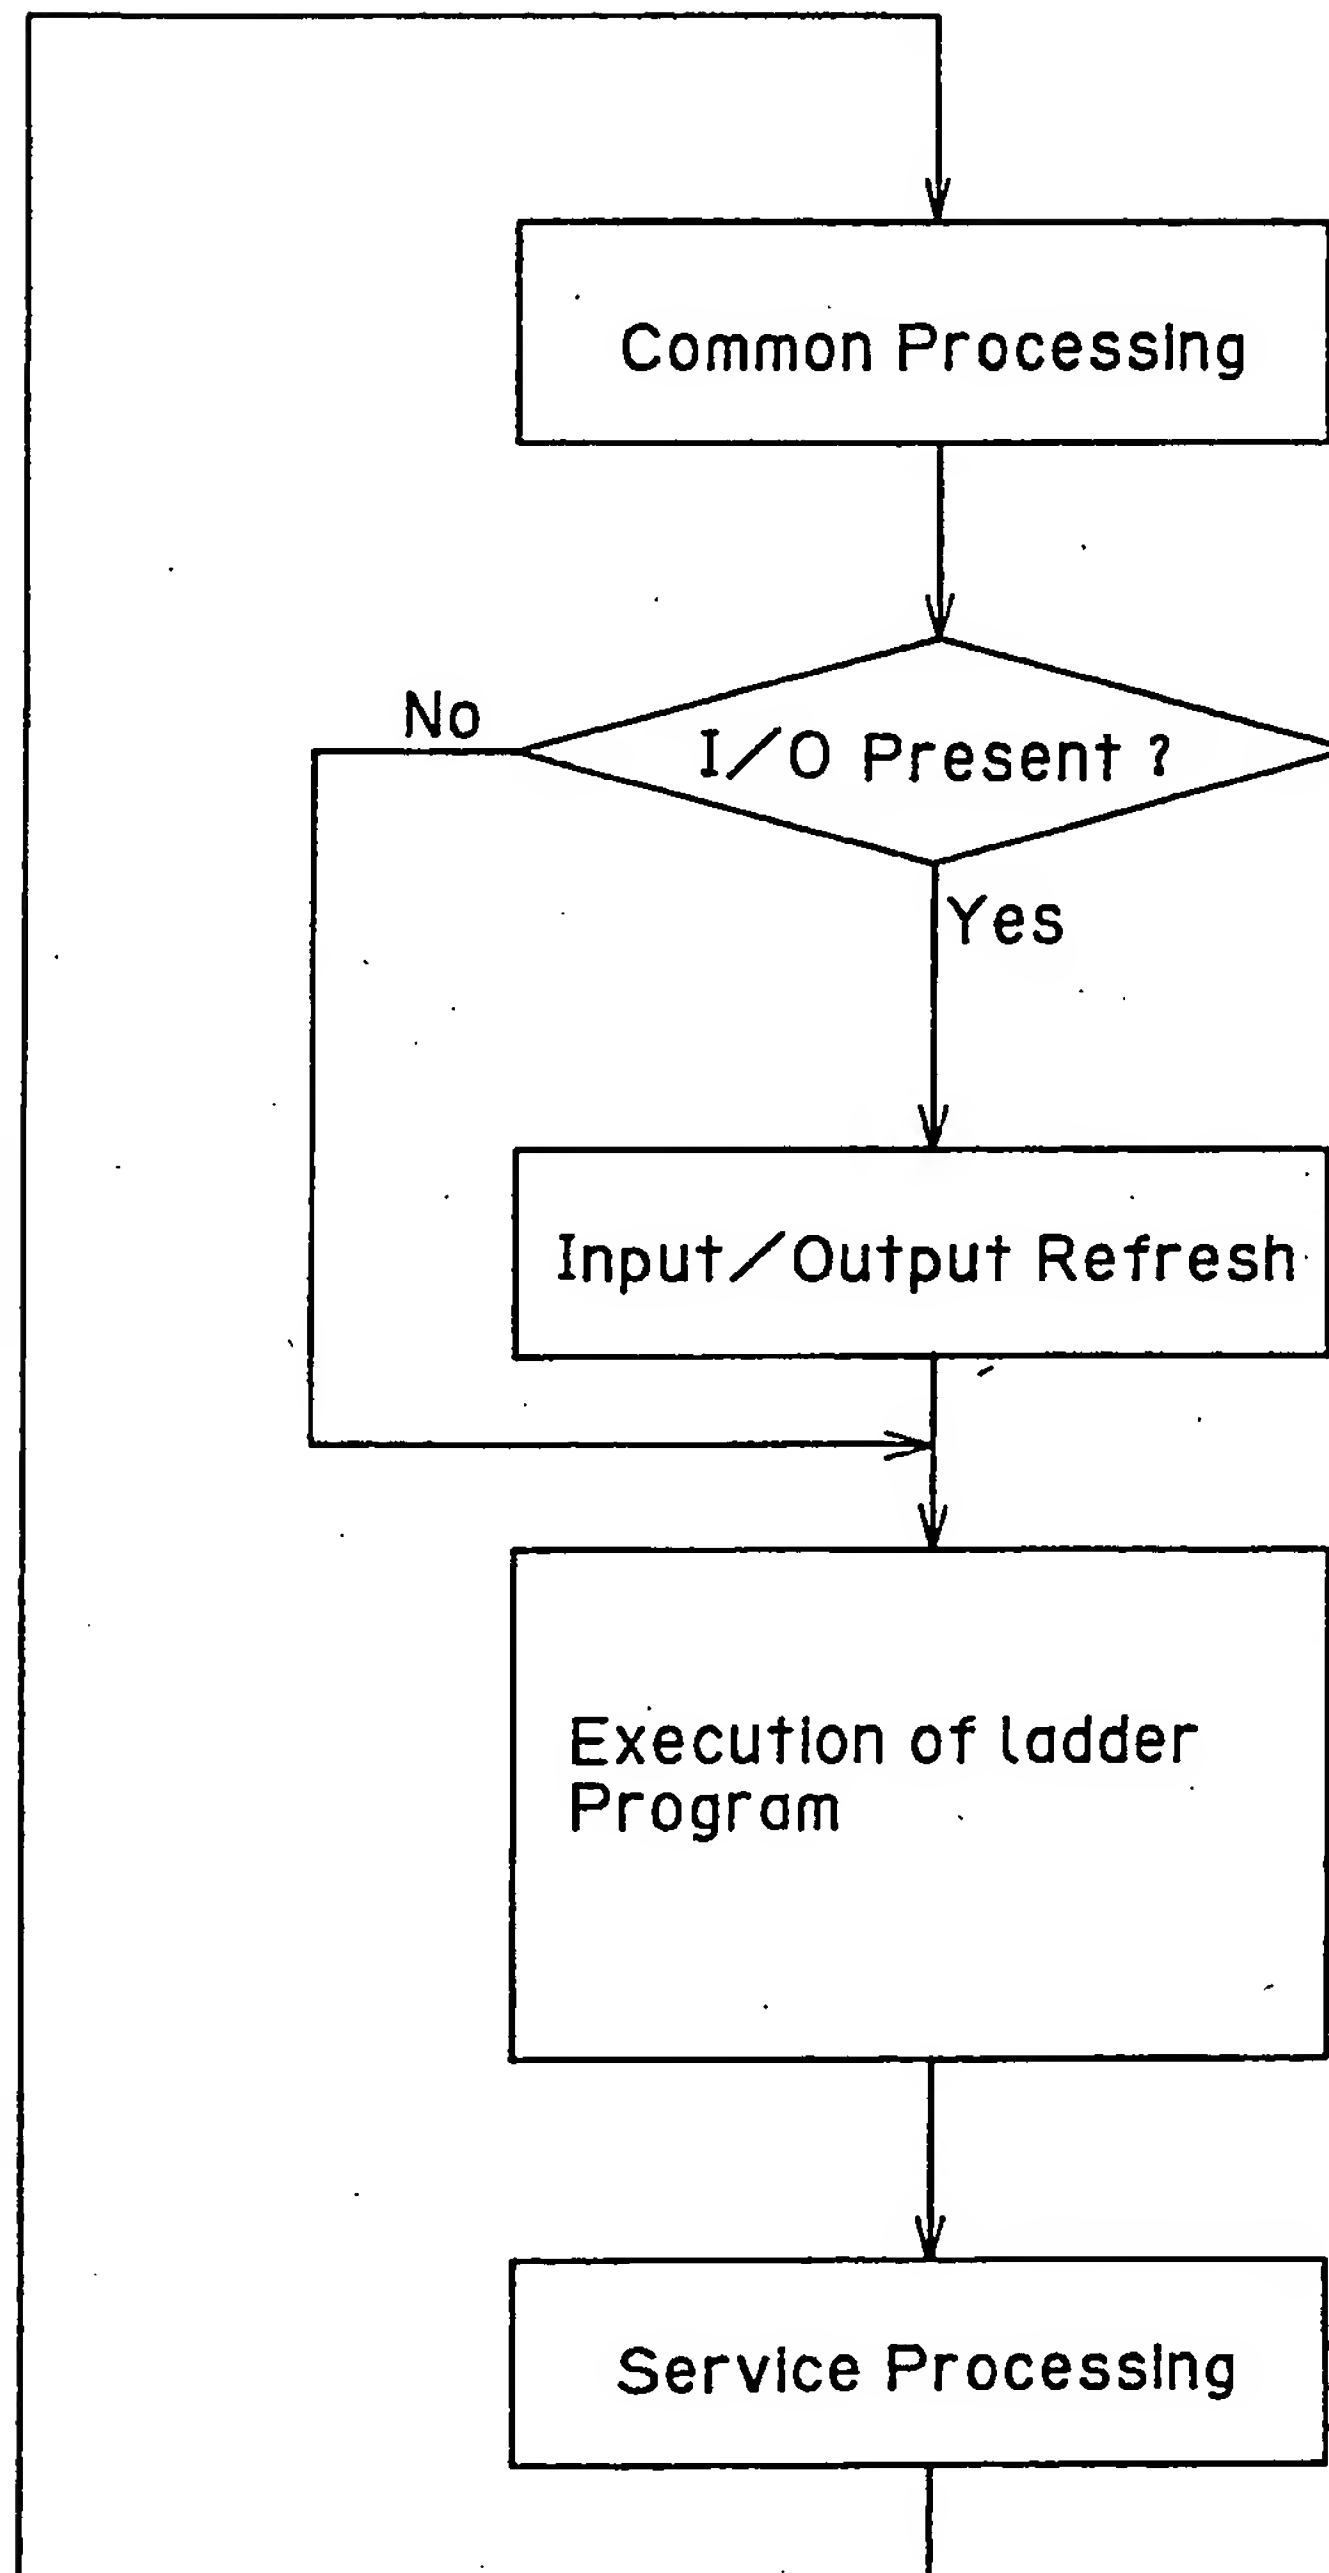 Common Processing
No
I/O Present ?
Yes
Input/Output Refresh
Execution of ladder
Program
Service Processing